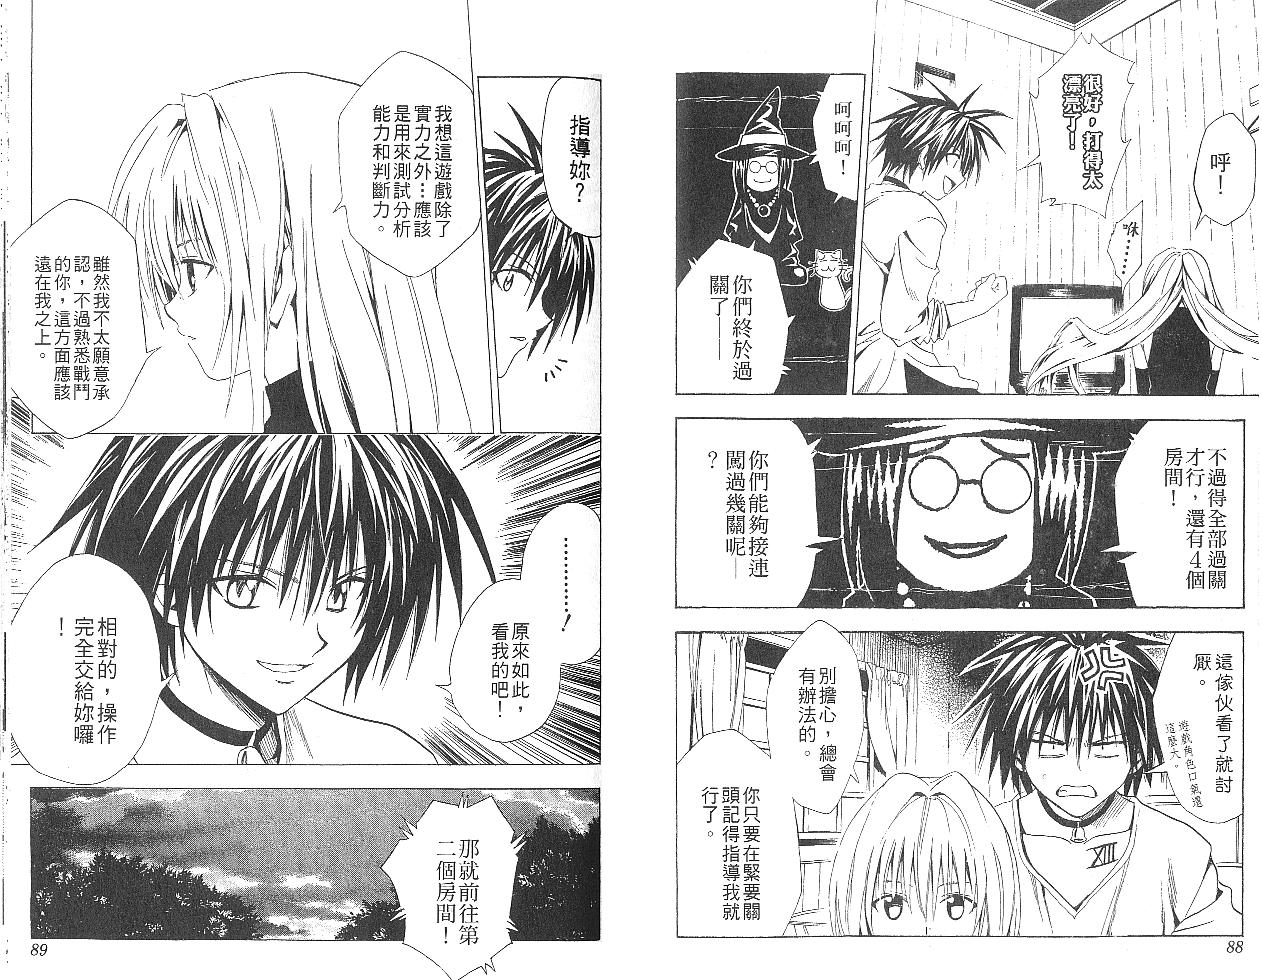 呼！
咻……
很好，打得太
漂亮了！
呵呵呵！
你們終於過
關了——
不過得全部過關
才行，還有4個
房間！
你們能夠接連
闖過幾關呢—
？
這傢伙看了就討
厭。
遊戲角色口氣還
這麼大。
XIII
別擔心，總會
有辦法的。
你只要在緊要關
頭記得指導我就
行了。
88
指導妳？
我想這遊戲除了
實力之外…應該
是用來測試分析
能力和判斷力。
雖然我不太願意承
認，不過熟悉戰鬥
的你，這方面應該
遠在我之上。
………！
原來如此，
看我的吧！
相對的，操作
完全交給妳囉
！
那就前往第
二個房間！
89